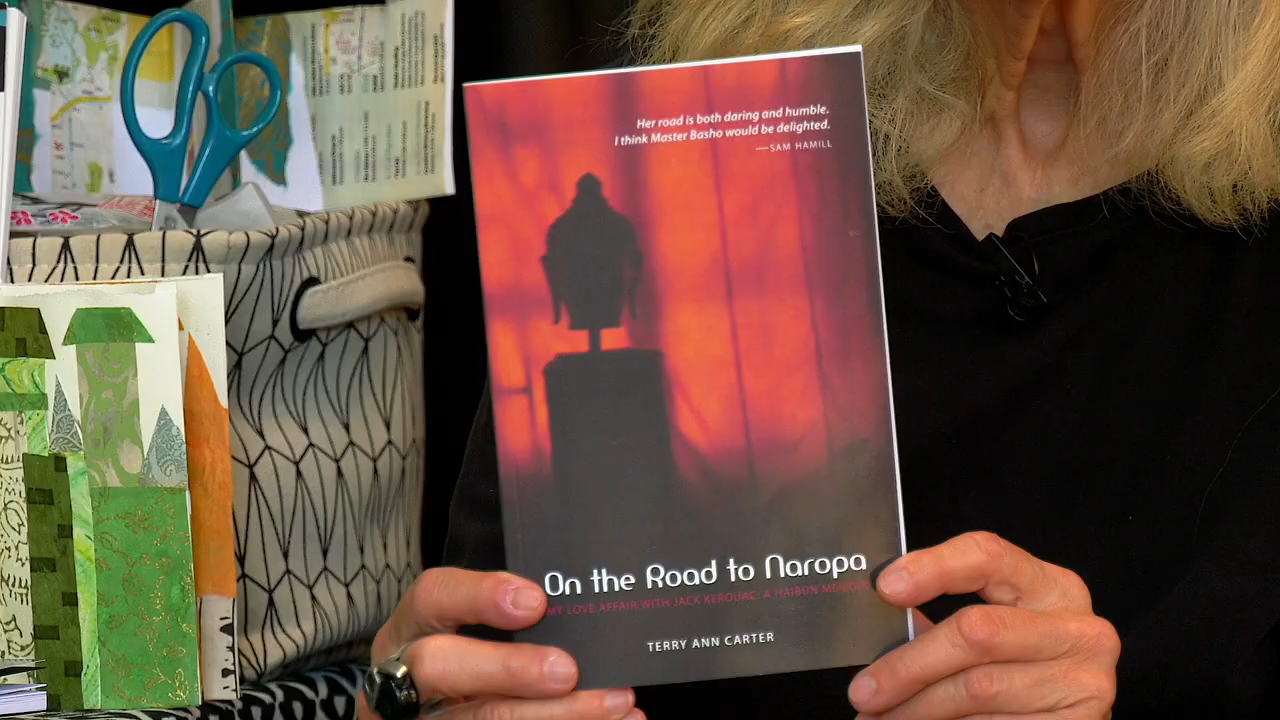 Her road is both daring and humble.
I think Master Basho would be delighted.
—SAM HAMILL
On the Road to Naropa
MY LOVE AFFAIR WITH JACK KEROUAC: A HAIBUN MEMOIR
TERRY ANN CARTER